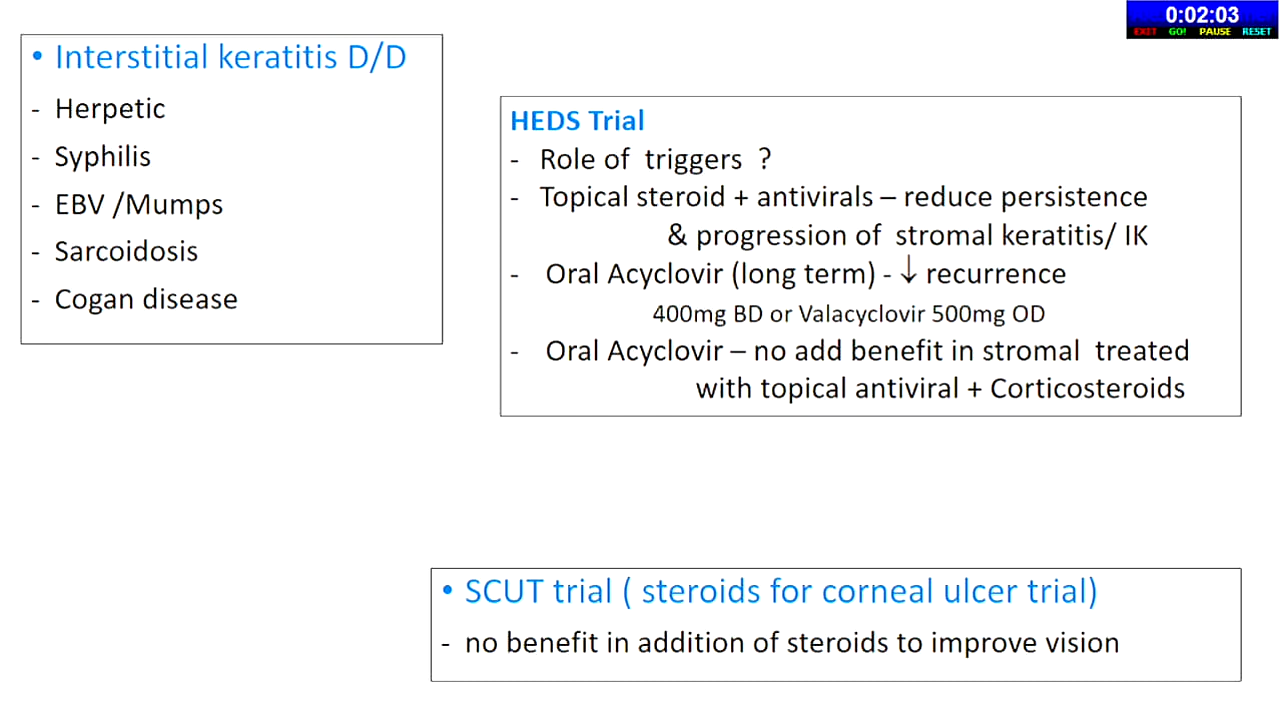 0:02:03
EXIT GO! PAUSE RESET
• Interstitial keratitis D/D
- Herpetic
- Syphilis
- EBV /Mumps
- Sarcoidosis
- Cogan disease
HEDS Trial
- Role of triggers ?
- Topical steroid + antivirals – reduce persistence
& progression of stromal keratitis/ IK
- Oral Acyclovir (long term) - ↓ recurrence
400mg BD or Valacyclovir 500mg OD
- Oral Acyclovir – no add benefit in stromal treated
with topical antiviral + Corticosteroids
• SCUT trial ( steroids for corneal ulcer trial)
- no benefit in addition of steroids to improve vision